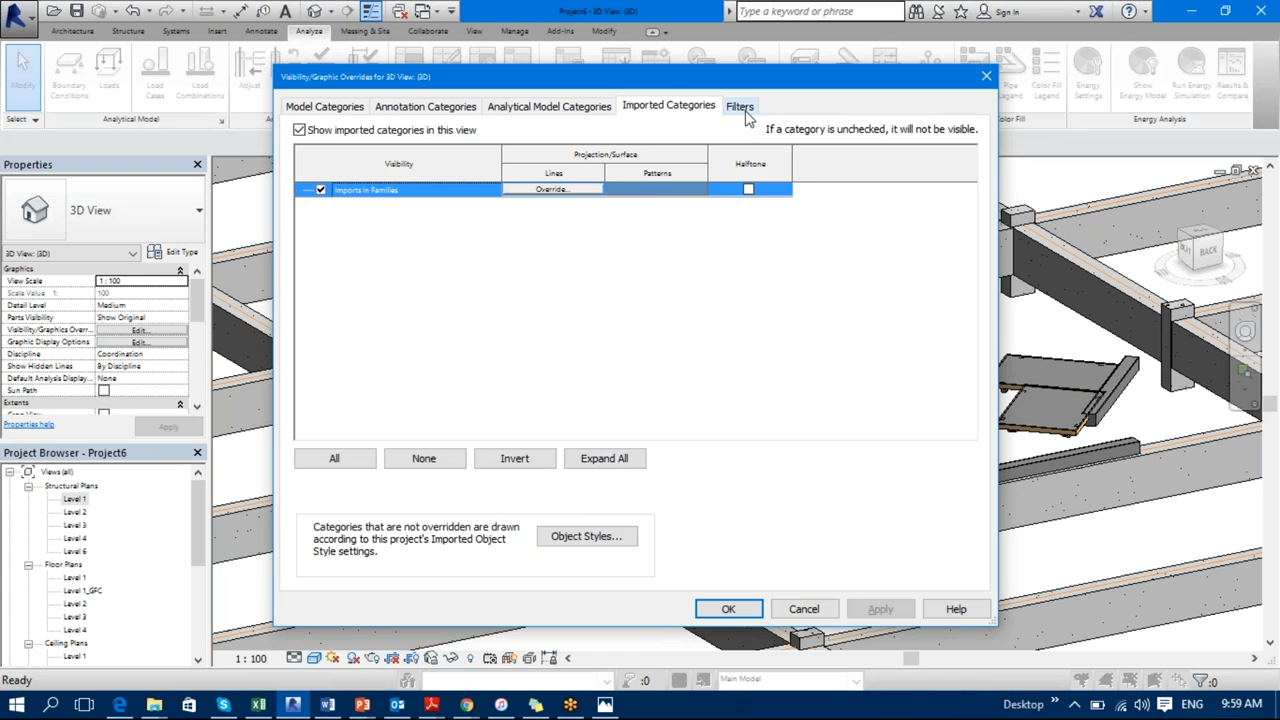 Project6 - 3D View: {3D}
Type a keyword or phrase
Sign In
Architecture Structure Systems Insert Annotate Analyze Massing & Site Collaborate View Manage Add-Ins Modify
Modify
Boundary Conditions
Loads
Load Cases
Load Combinations
Adjust
Pipe Legend
Color Fill Legend
Energy Settings
Show Energy Model
Run Energy Simulation
Results & Compare
Select
Analytical Model
Color Fill
Energy Analysis
Visibility/Graphic Overrides for 3D View: {3D}
Model Categories Annotation Categories Analytical Model Categories Imported Categories Filters
Show imported categories in this view
If a category is unchecked, it will not be visible.
Visibility
Projection/Surface
Halftone
Lines
Patterns
Imports in Families
Override...
All None Invert Expand All
Categories that are not overridden are drawn
according to this project's Imported Object
Style settings.
Object Styles...
OK Cancel Apply Help
Properties
3D View
3D View: {3D}
Edit Type
Graphics
View Scale 1 : 100
Scale Value 1: 100
Detail Level Medium
Parts Visibility Show Original
Visibility/Graphics Overr... Edit...
Graphic Display Options Edit...
Discipline Coordination
Show Hidden Lines By Discipline
Default Analysis Display... None
Sun Path
Extents
Properties help
Apply
Project Browser - Project6
Views (all)
Structural Plans
Level 1
Level 2
Level 3
Level 4
Level 6
Floor Plans
Level 1
Level 1_GFC
Level 2
Level 3
Level 4
Ceiling Plans
Level 1
BACK
1 : 100
Ready
:0
Main Model
:0
Desktop
ENG
9:59 AM